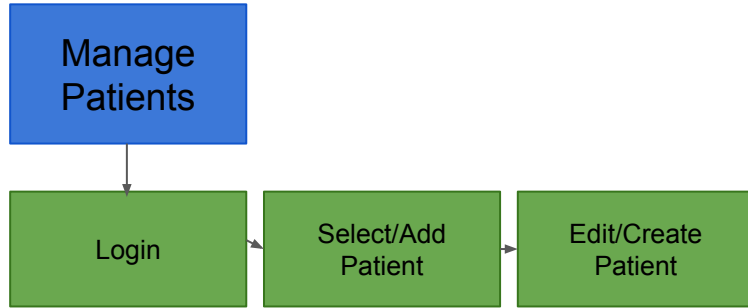 Manage
Patients
Login
Select/Add
Patient
Edit/Create
Patient